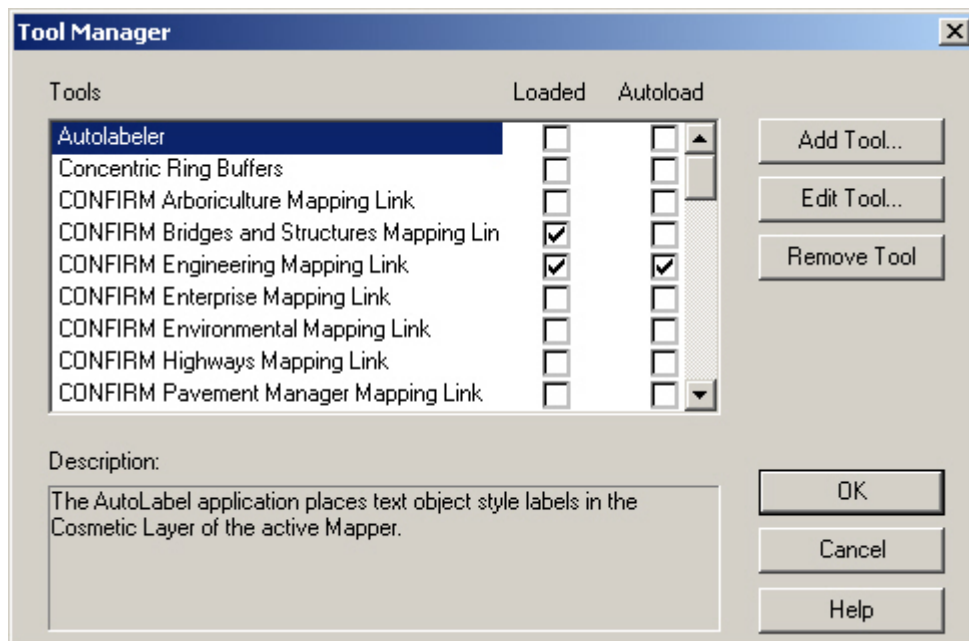 Tool Manager
Tools Loaded Autoload
Autolabeler
Concentric Ring Buffers
CONFIRM Arboriculture Mapping Link
CONFIRM Bridges and Structures Mapping Lin
CONFIRM Engineering Mapping Link
CONFIRM Enterprise Mapping Link
CONFIRM Environmental Mapping Link
CONFIRM Highways Mapping Link
CONFIRM Pavement Manager Mapping Link
Add Tool...
Edit Tool...
Remove Tool
Description:
The AutoLabel application places text object style labels in the
Cosmetic Layer of the active Mapper.
OK
Cancel
Help